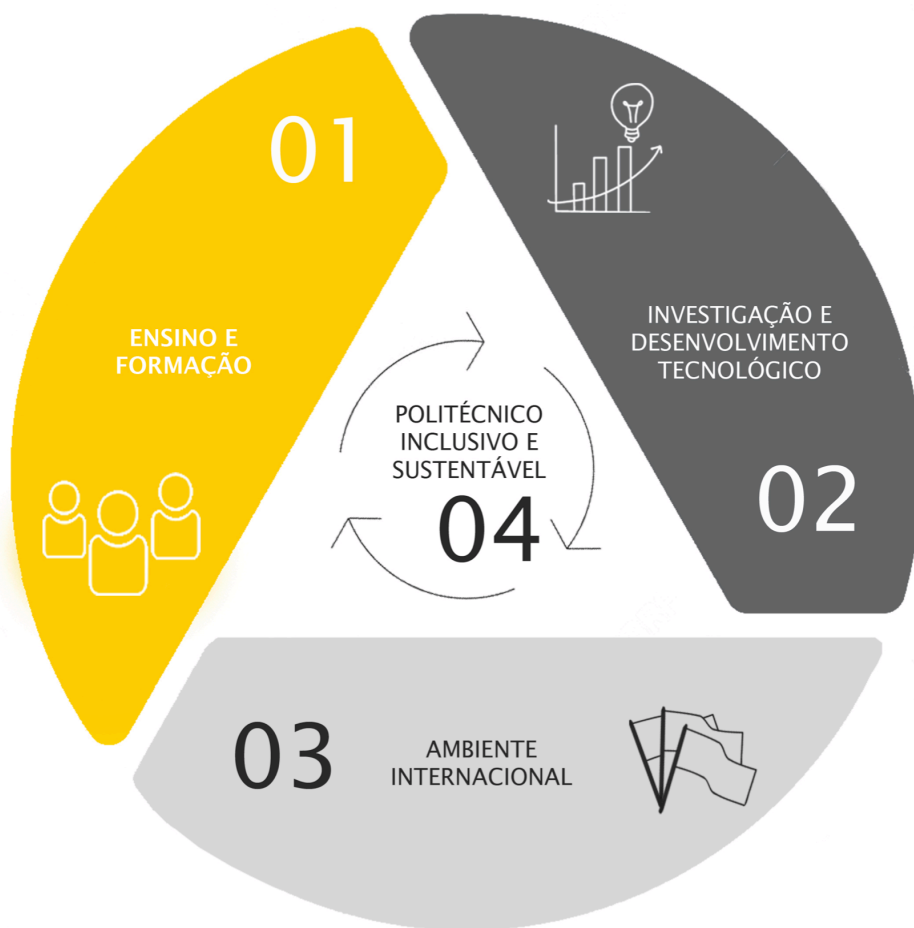 01
ENSINO E
FORMAÇÃO
INVESTIGAÇÃO E
DESENVOLVIMENTO
TECNOLÓGICO
02
03
AMBIENTE
INTERNACIONAL
POLITÉCNICO
INCLUSIVO E
SUSTENTÁVEL
04